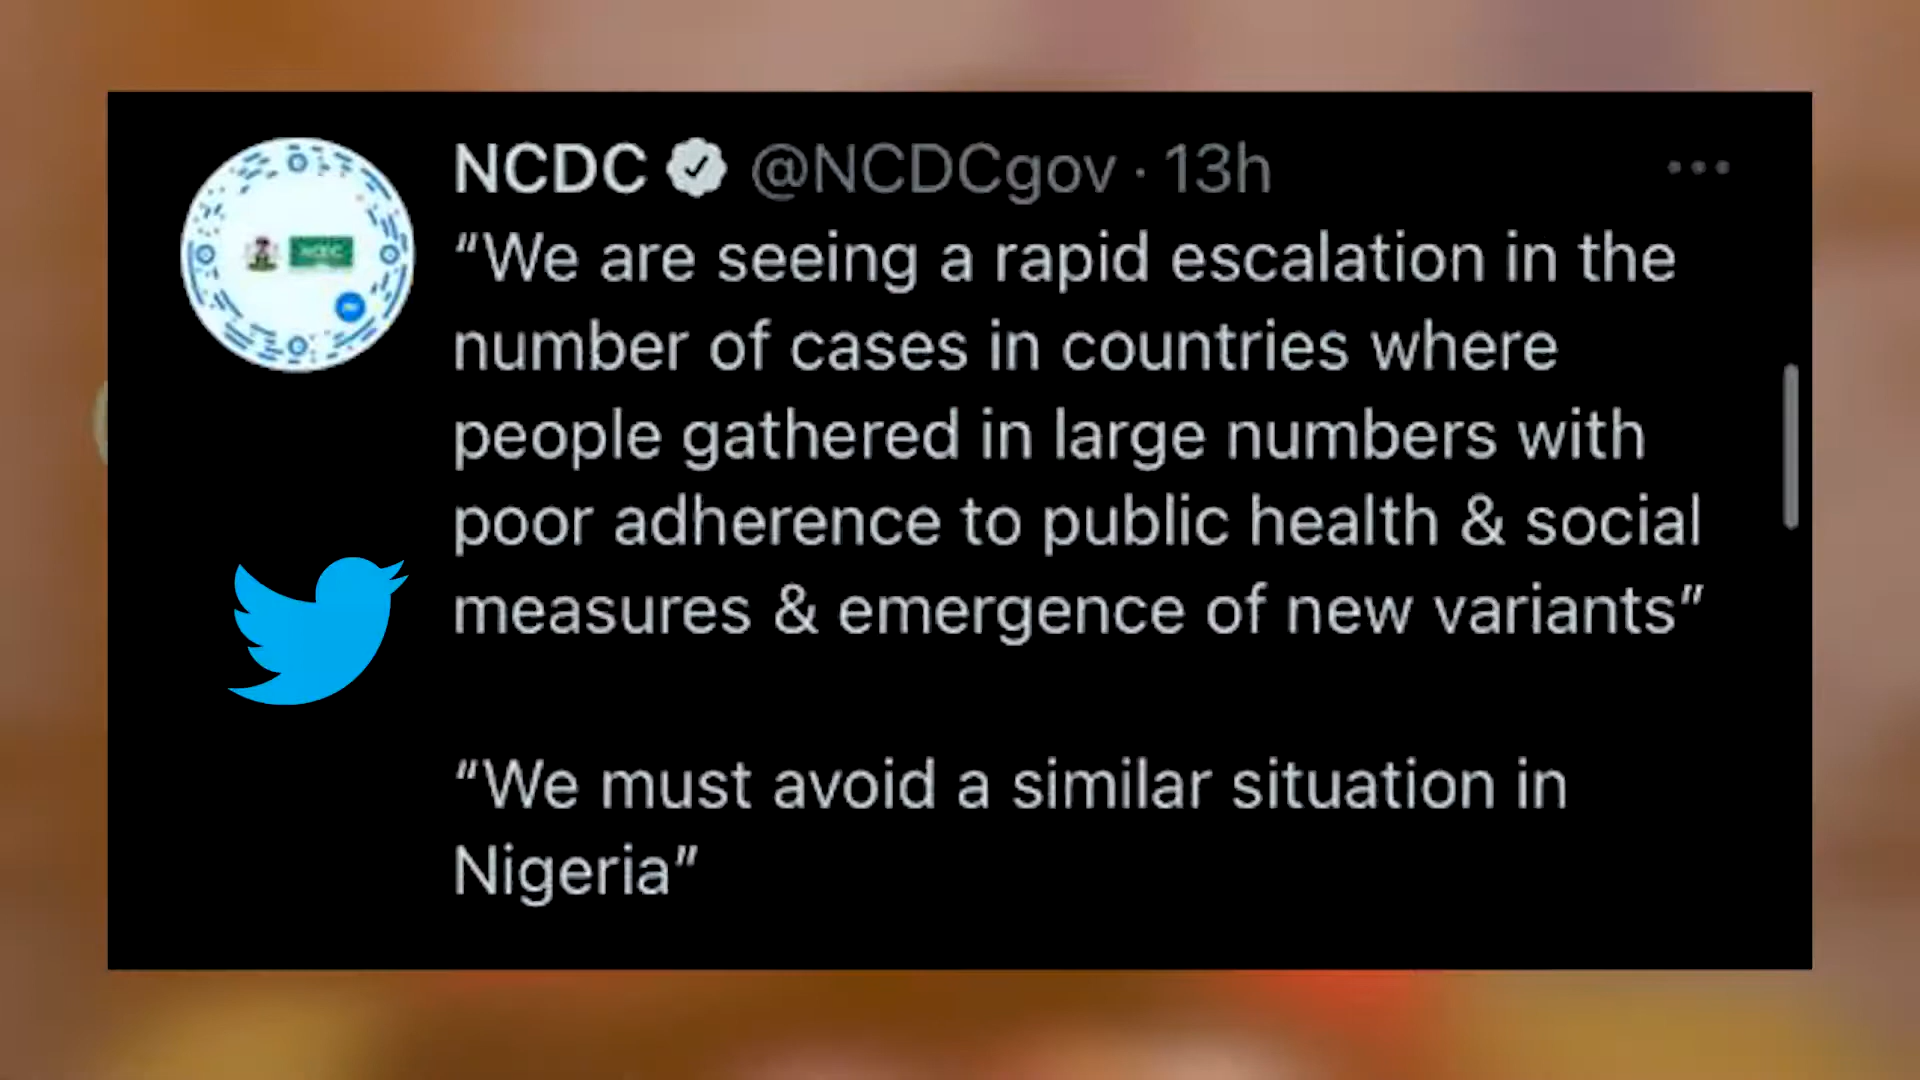 NCDC @NCDCgov · 13h
“We are seeing a rapid escalation in the
number of cases in countries where
people gathered in large numbers with
poor adherence to public health & social
measures & emergence of new variants”
“We must avoid a similar situation in
Nigeria”
NCDC